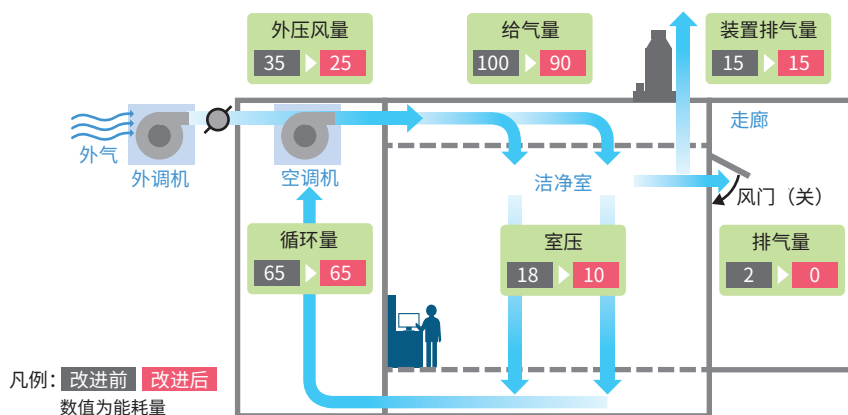 外压风量
35 25
给气量
100 90
装置排气量
15 15
走廊
外气
外调机
空调机
洁净室
风门（关）
循环量
65 65
室压
18 10
排气量
2 0
凡例：改进前 改进后
数值为能耗量